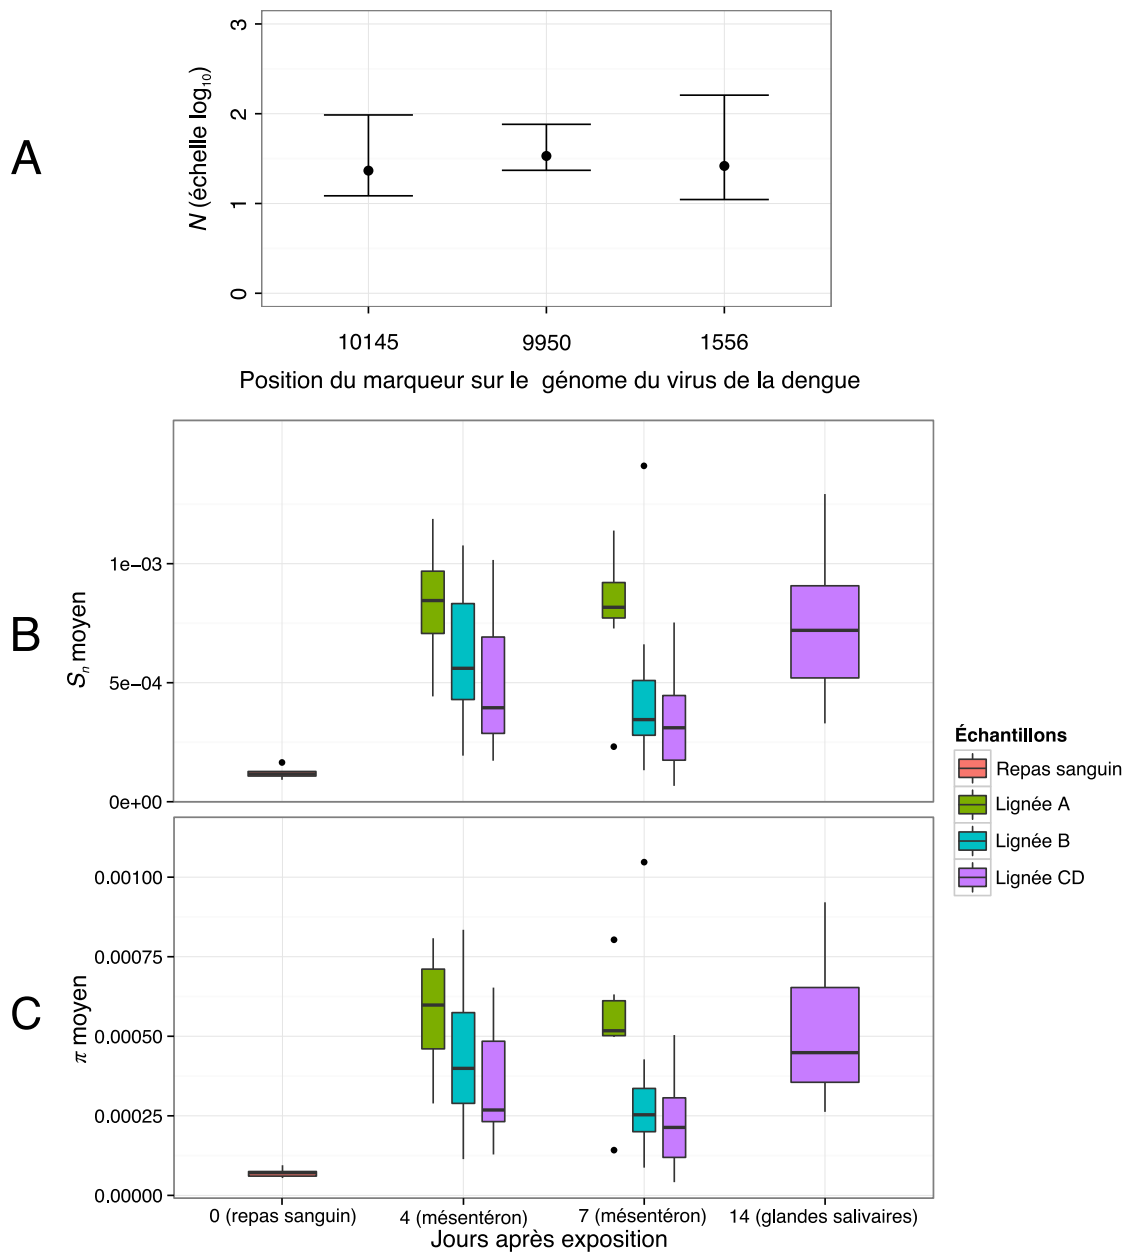 A
N (échelle log10)
3
2
1
0
10145 9950 1556
Position du marqueur sur le génome du virus de la dengue
B
Sn moyen
1e−03
5e−04
0e+00
C
π moyen
0.00100
0.00075
0.00050
0.00025
0.00000
0 (repas sanguin) 4 (mésentéron) 7 (mésentéron) 14 (glandes salivaires)
Jours après exposition
Échantillons
Repas sanguin
Lignée A
Lignée B
Lignée CD